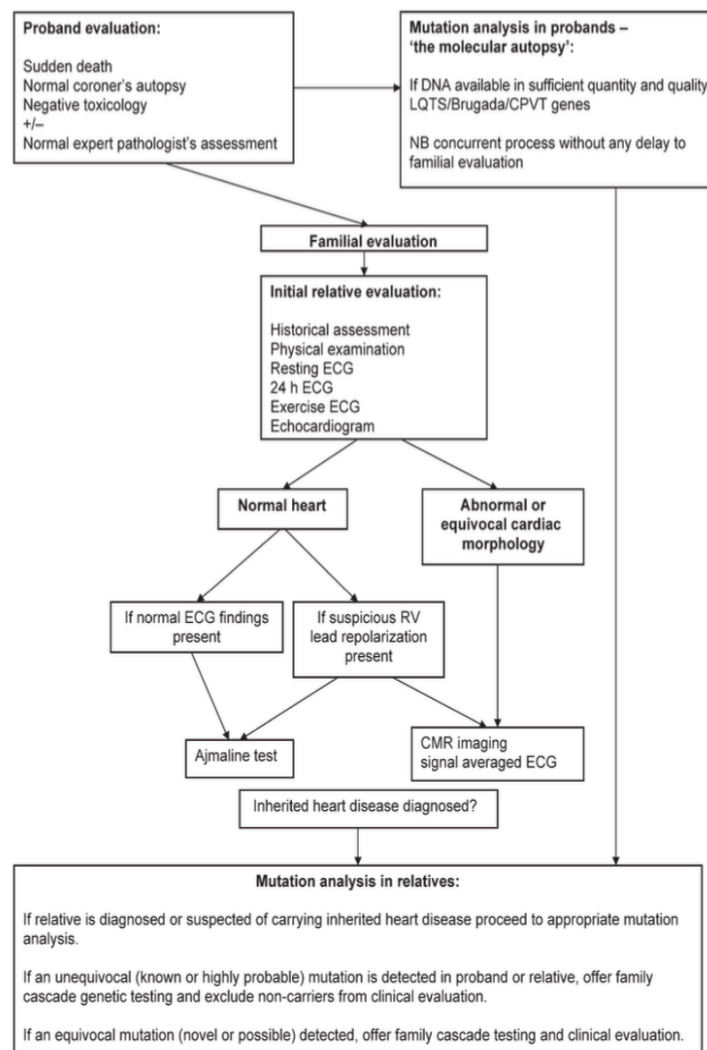 Proband evaluation:
Sudden death
Normal coroner's autopsy
Negative toxicology
+/–
Normal expert pathologist's assessment
Mutation analysis in probands –
'the molecular autopsy':
If DNA available in sufficient quantity and quality
LQTS/Brugada/CPVT genes
NB concurrent process without any delay to
familial evaluation
Familial evaluation
Initial relative evaluation:
Historical assessment
Physical examination
Resting ECG
24 h ECG
Exercise ECG
Echocardiogram
Normal heart
Abnormal or
equivocal cardiac
morphology
If normal ECG findings
present
If suspicious RV
lead repolarization
present
Ajmaline test
CMR imaging
signal averaged ECG
Inherited heart disease diagnosed?
Mutation analysis in relatives:
If relative is diagnosed or suspected of carrying inherited heart disease proceed to appropriate mutation
analysis.
If an unequivocal (known or highly probable) mutation is detected in proband or relative, offer family
cascade genetic testing and exclude non-carriers from clinical evaluation.
If an equivocal mutation (novel or possible) detected, offer family cascade testing and clinical evaluation.